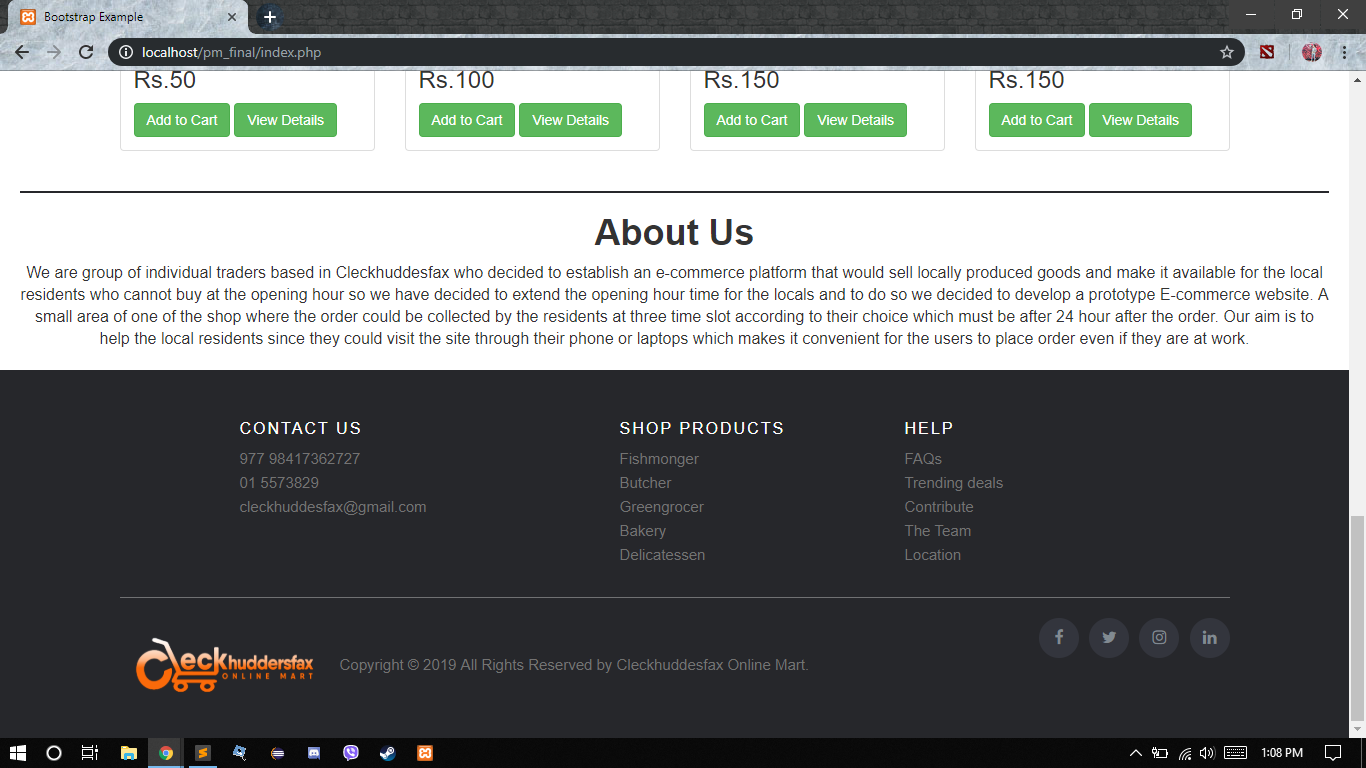 Bootstrap Example
localhost/pm_final/index.php
Rs.50 Rs.100 Rs.150 Rs.150
Add to Cart View Details Add to Cart View Details Add to Cart View Details Add to Cart View Details
About Us
We are group of individual traders based in Cleckhuddesfax who decided to establish an e-commerce platform that would sell locally produced goods and make it available for the local
residents who cannot buy at the opening hour so we have decided to extend the opening hour time for the locals and to do so we decided to develop a prototype E-commerce website. A
small area of one of the shop where the order could be collected by the residents at three time slot according to their choice which must be after 24 hour after the order. Our aim is to
help the local residents since they could visit the site through their phone or laptops which makes it convenient for the users to place order even if they are at work.
CONTACT US
977 98417362727
01 5573829
cleckhuddesfax@gmail.com
SHOP PRODUCTS
Fishmonger
Butcher
Greengrocer
Bakery
Delicatessen
HELP
FAQs
Trending deals
Contribute
The Team
Location
Cleckhuddersfax
ONLINE MART
Copyright © 2019 All Rights Reserved by Cleckhuddesfax Online Mart.
1:08 PM